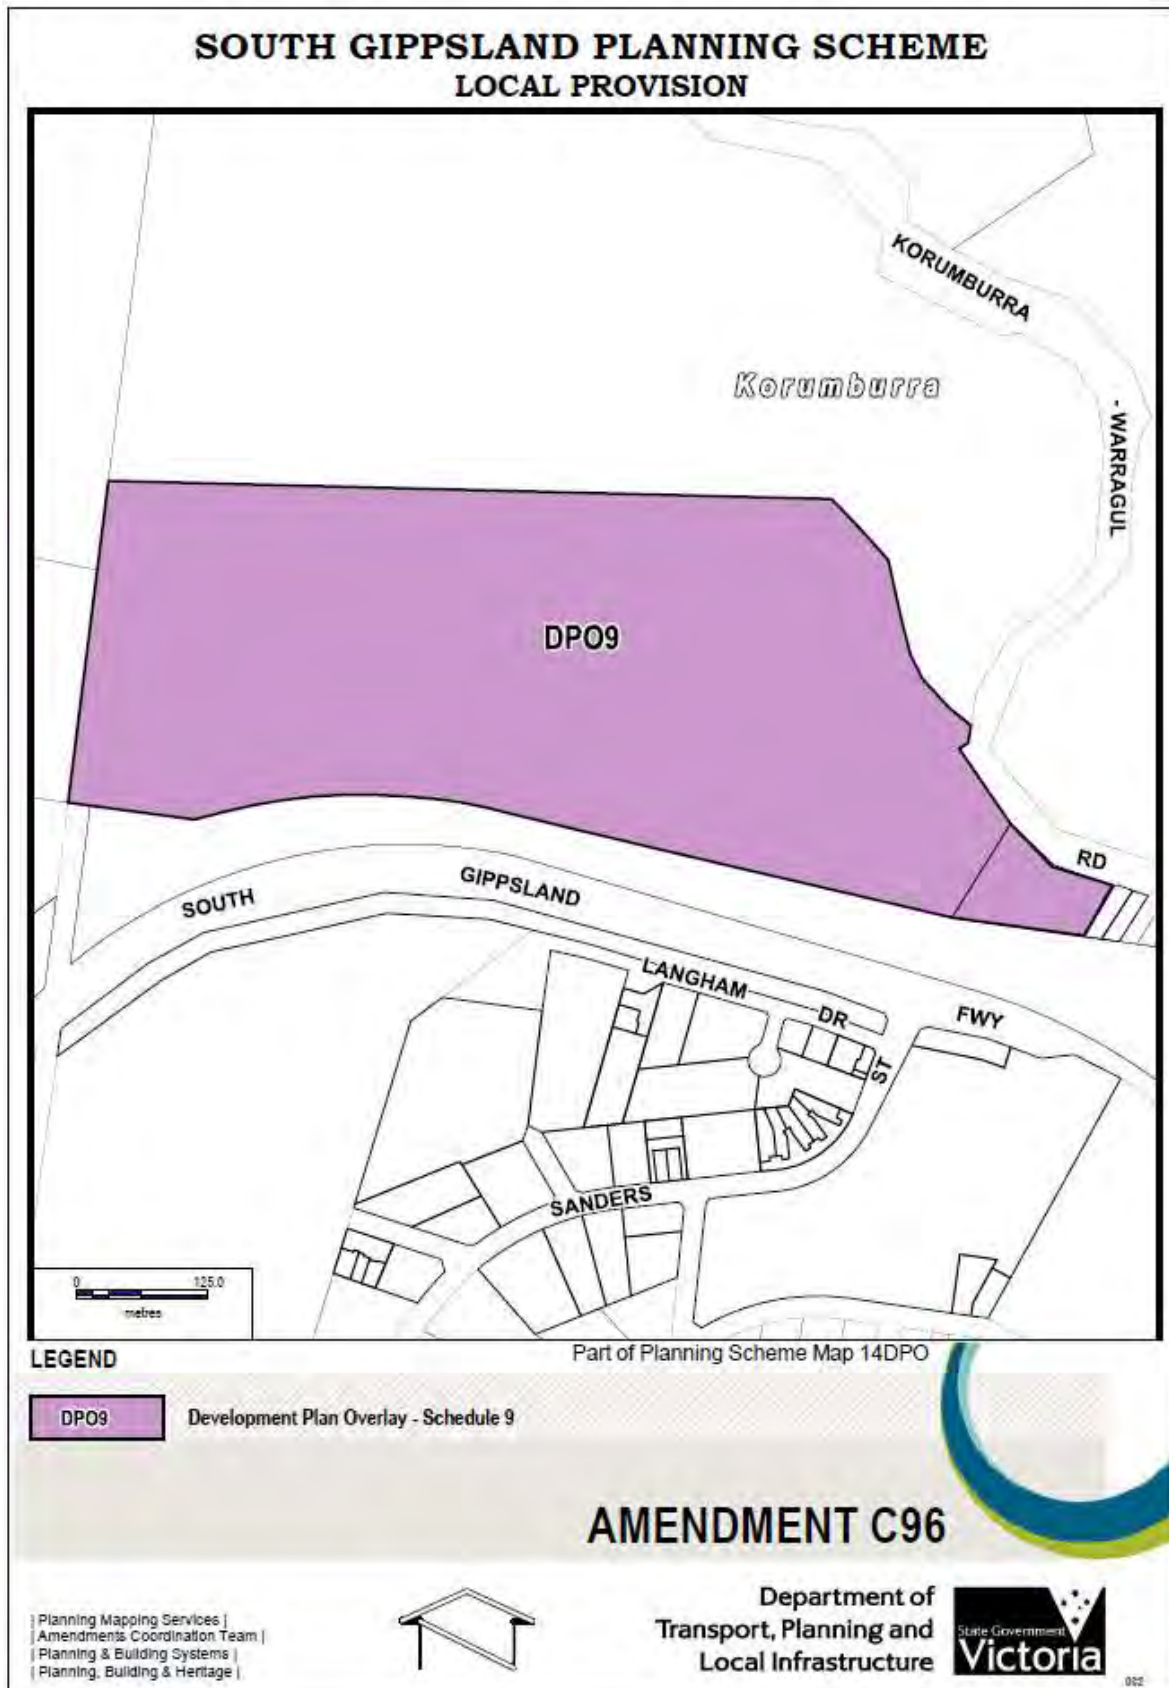 SOUTH GIPPSLAND PLANNING SCHEME
LOCAL PROVISION
KORUMBURRA
Korumburra
- WARRAGUL
DPO9
RD
SOUTH
GIPPSLAND
LANGHAM
DR
FWY
ST
SANDERS
0 125.0
metres
LEGEND
Part of Planning Scheme Map 14DPO
DPO9
Development Plan Overlay - Schedule 9
AMENDMENT C96
| Planning Mapping Services |
| Amendments Coordination Team |
| Planning & Building Systems |
| Planning, Building & Heritage |
Department of
Transport, Planning and
Local Infrastructure
State Government
Victoria
002